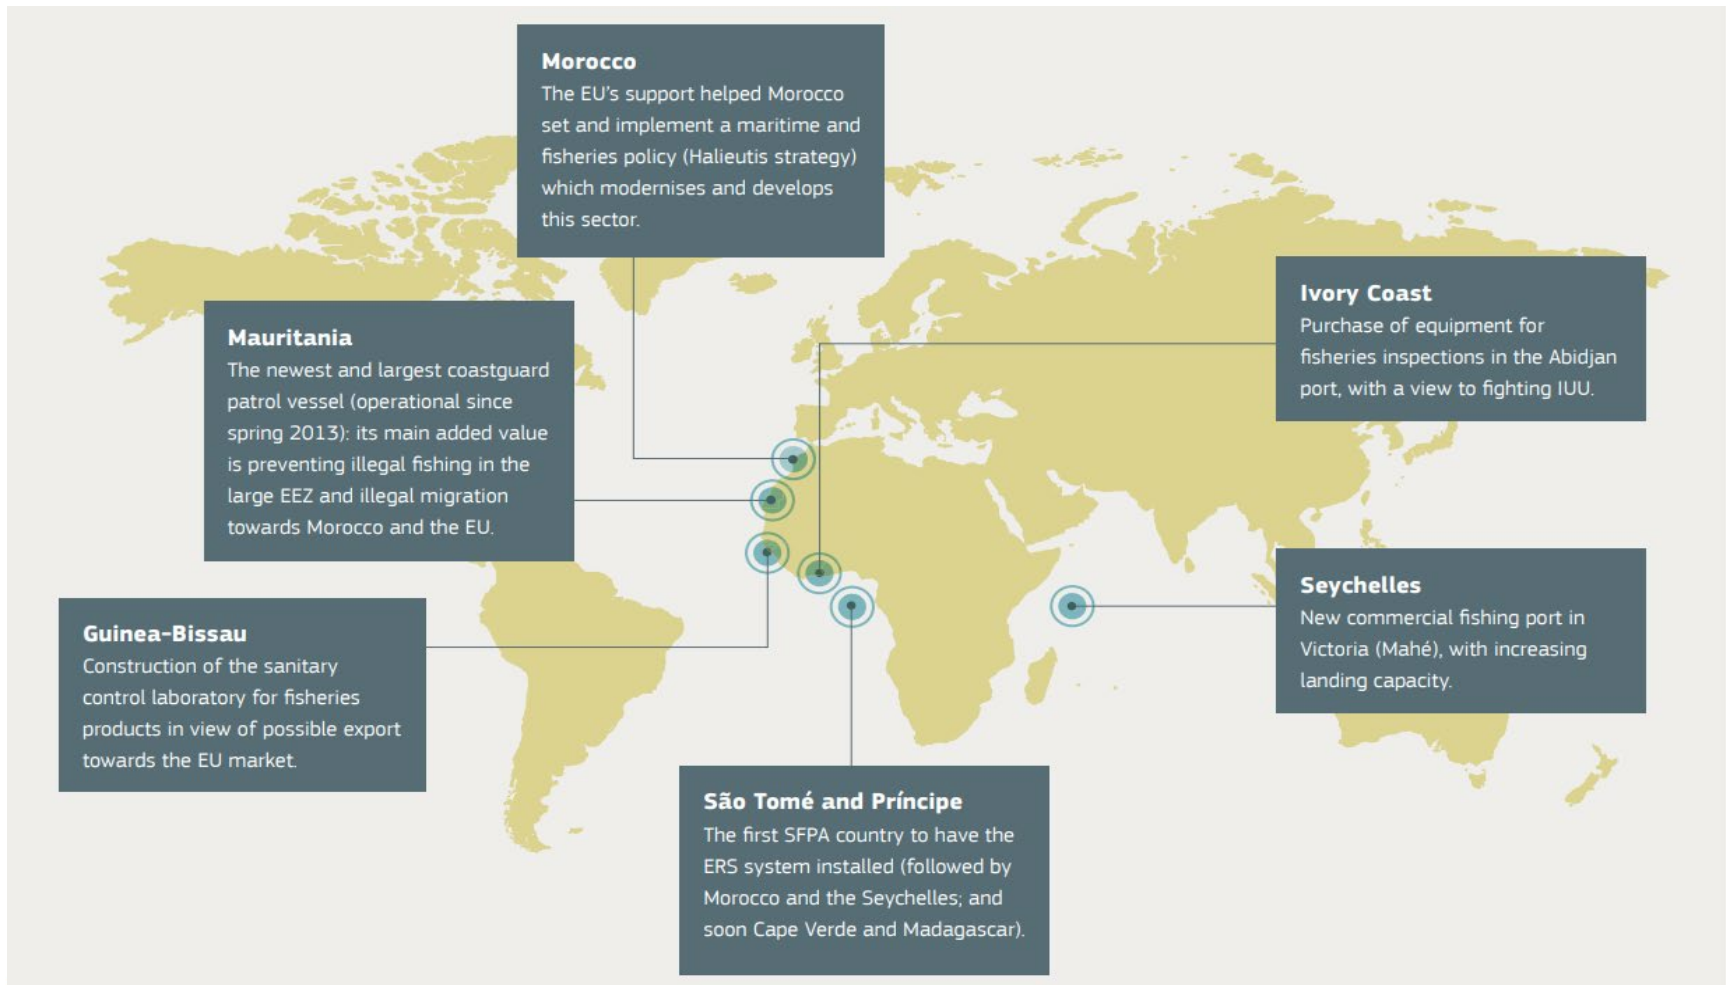 Morocco
The EU's support helped Morocco
set and implement a maritime and
fisheries policy (Halieutis strategy)
which modernises and develops
this sector.
Mauritania
The newest and largest coastguard
patrol vessel (operational since
spring 2013): its main added value
is preventing illegal fishing in the
large EEZ and illegal migration
towards Morocco and the EU.
Ivory Coast
Purchase of equipment for
fisheries inspections in the Abidjan
port, with a view to fighting IUU.
Guinea-Bissau
Construction of the sanitary
control laboratory for fisheries
products in view of possible export
towards the EU market.
Seychelles
New commercial fishing port in
Victoria (Mahé), with increasing
landing capacity.
São Tomé and Príncipe
The first SFPA country to have the
ERS system installed (followed by
Morocco and the Seychelles; and
soon Cape Verde and Madagascar).